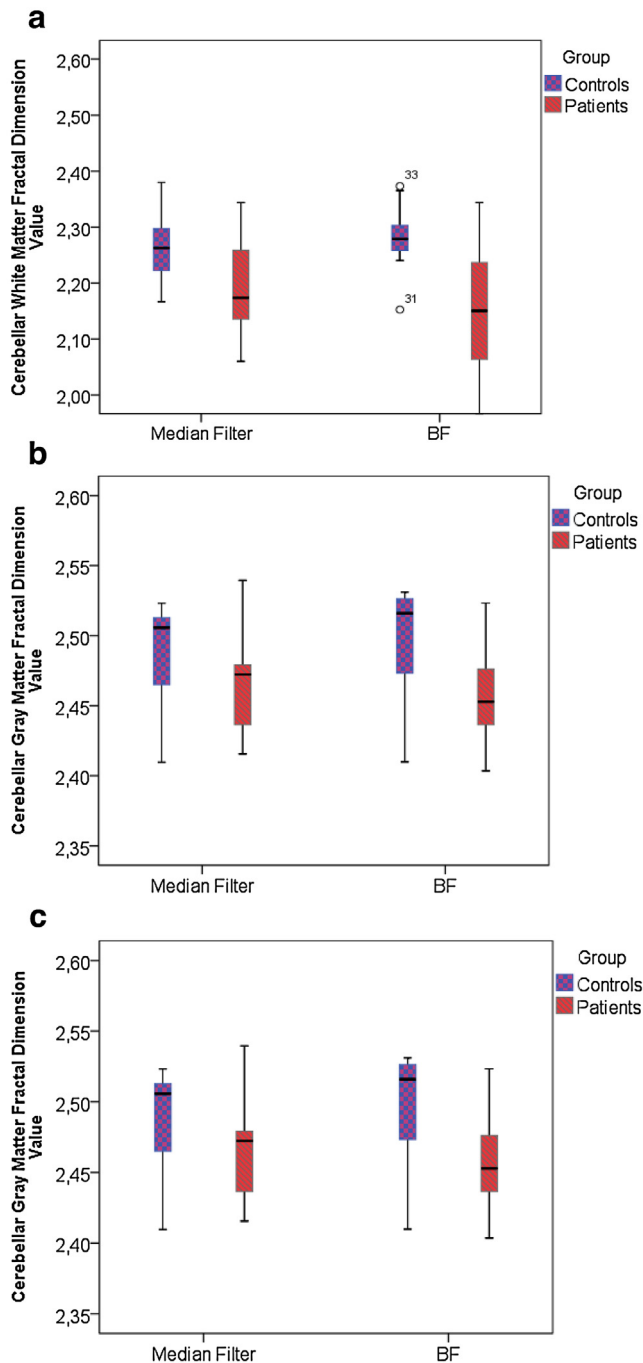 a
Cerebellar White Matter Fractal Dimension
Value
2,60
2,50
2,40
2,30
2,20
2,10
2,00
33
31
Median Filter
BF
Group
Controls
Patients
b
Cerebellar Gray Matter Fractal Dimension
Value
2,60
2,55
2,50
2,45
2,40
2,35
Median Filter
BF
Group
Controls
Patients
c
Cerebellar Gray Matter Fractal Dimension
Value
2,60
2,55
2,50
2,45
2,40
2,35
Median Filter
BF
Group
Controls
Patients